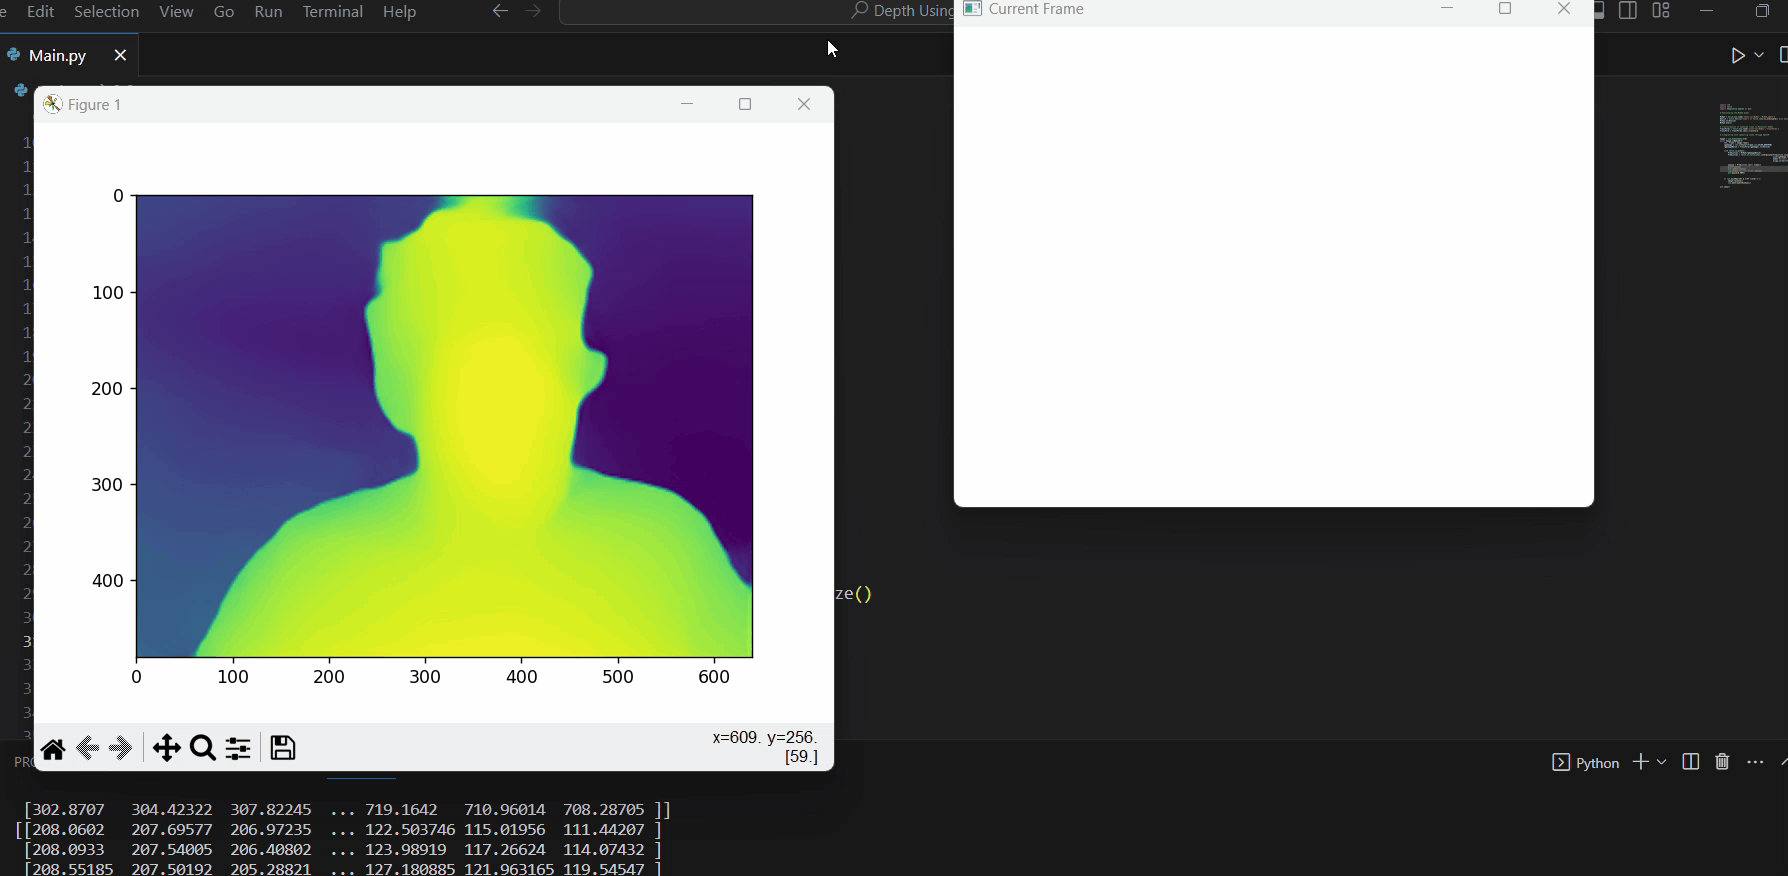 e Edit Selection View Go Run Terminal Help
Depth Using
Current Frame
Main.py
Figure 1
0
100
200
300
400
0 100 200 300 400 500 600
x=609. y=256.
[59.]
ze()
Python
[302.8707 304.42322 307.82245 ... 719.1642 710.96014 708.28705 ]]
[[208.0602 207.69577 206.97235 ... 122.503746 115.01956 111.44207 ]
[208.0933 207.54005 206.40802 ... 123.98919 117.26624 114.07432 ]
[208.55185 207.50192 205.28821 ... 127.180885 121.963165 119.54547 ]